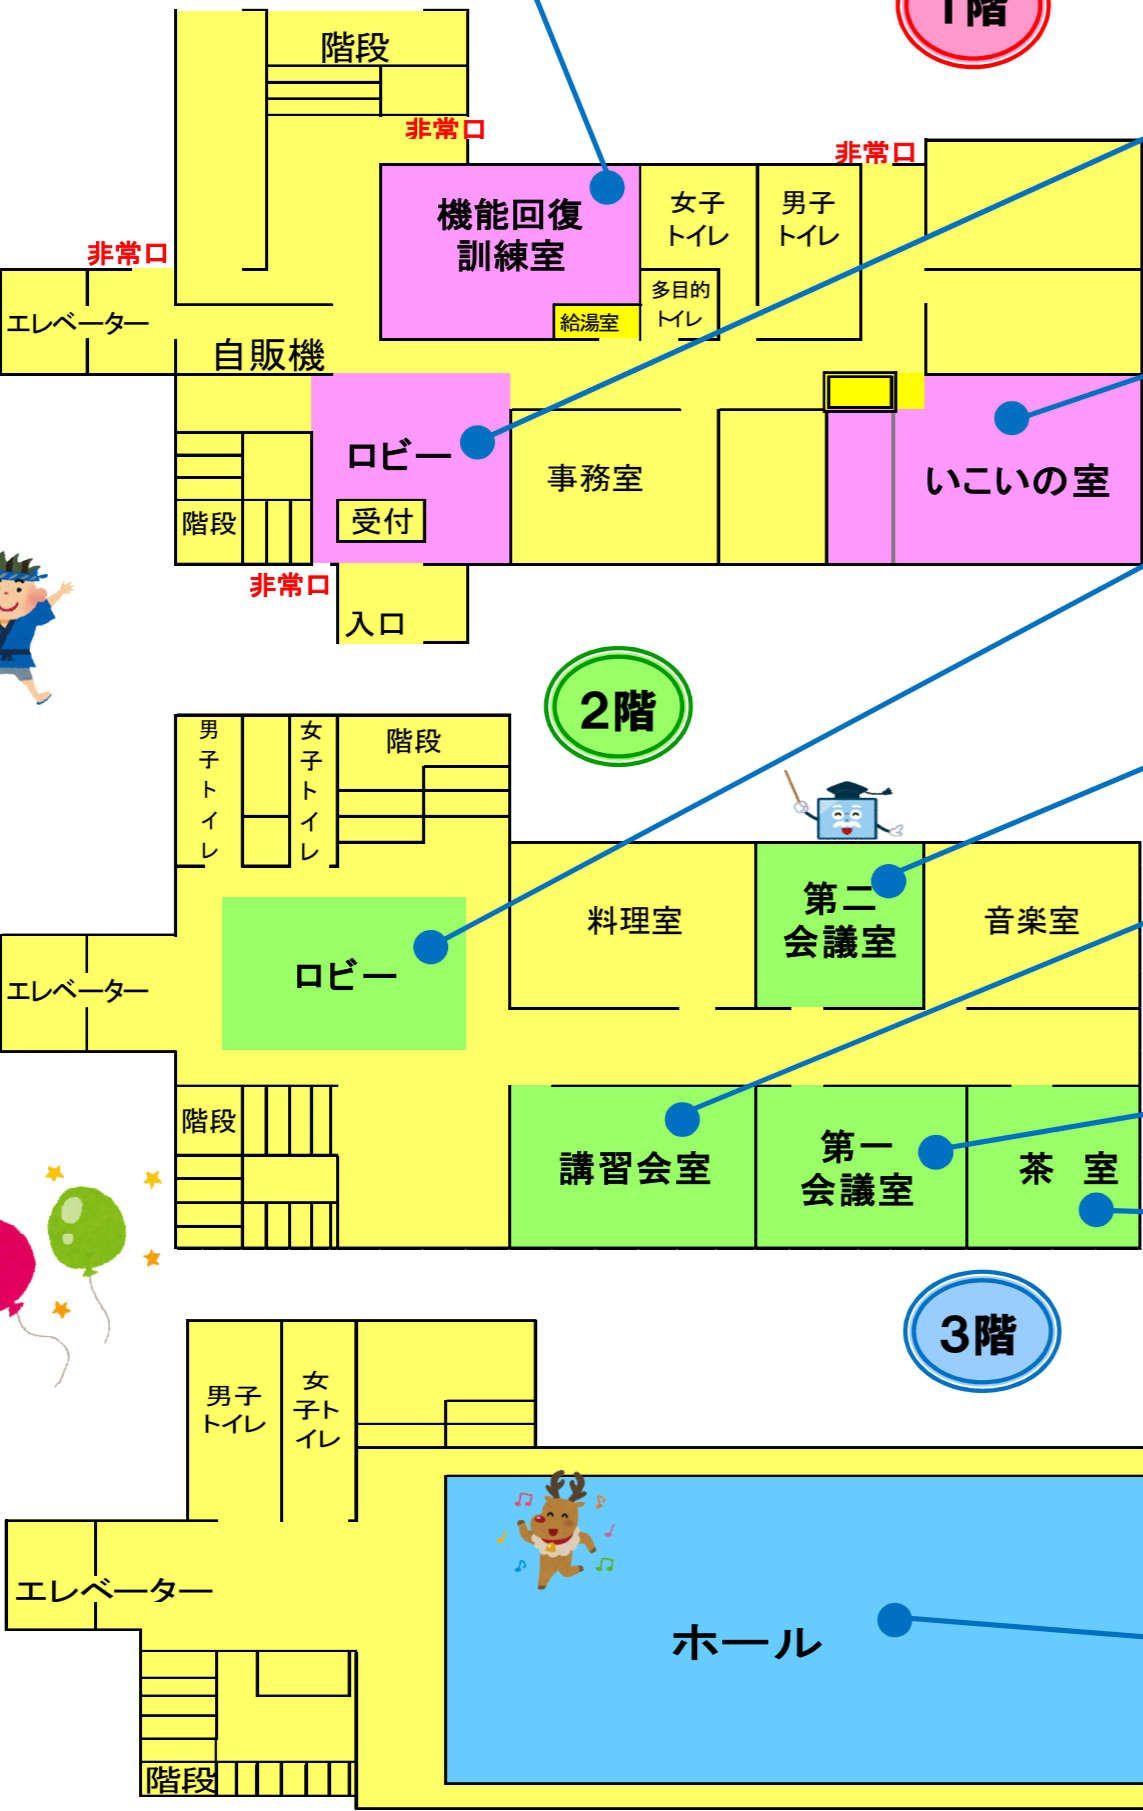 1階
階段
非常口
非常口
機能回復
訓練室
女子
トイレ
男子
トイレ
非常口
多目的
トイレ
給湯室
エレベーター
自販機
ロビー
事務室
いこいの室
受付
階段
非常口
入口
2階
男子トイレ
女子トイレ
階段
料理室
第二
会議室
音楽室
ロビー
エレベーター
階段
講習会室
第一
会議室
茶 室
3階
男子
トイレ
女
子ト
イレ
エレベーター
ホール
階段